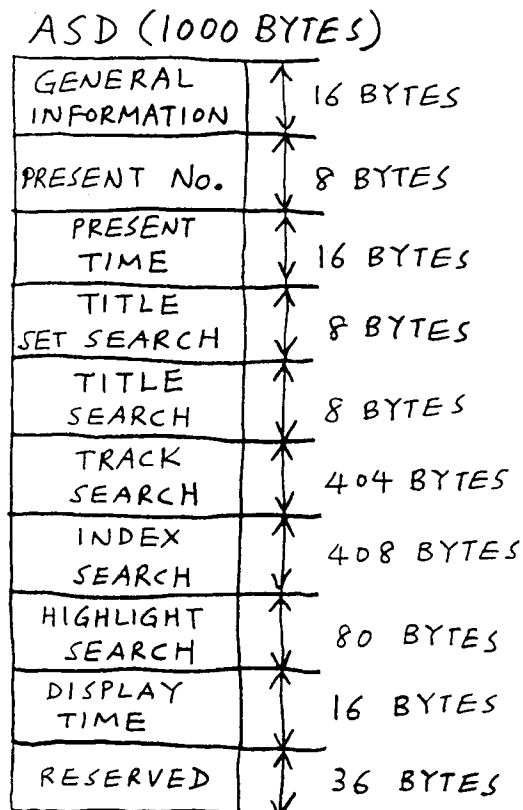 ASD (1000 BYTES)
GENERAL
INFORMATION
16 BYTES
PRESENT No.
8 BYTES
PRESENT
TIME
16 BYTES
TITLE
SET SEARCH
8 BYTES
TITLE
SEARCH
8 BYTES
TRACK
SEARCH
404 BYTES
INDEX
SEARCH
408 BYTES
HIGHLIGHT
SEARCH
80 BYTES
DISPLAY
TIME
16 BYTES
RESERVED
36 BYTES